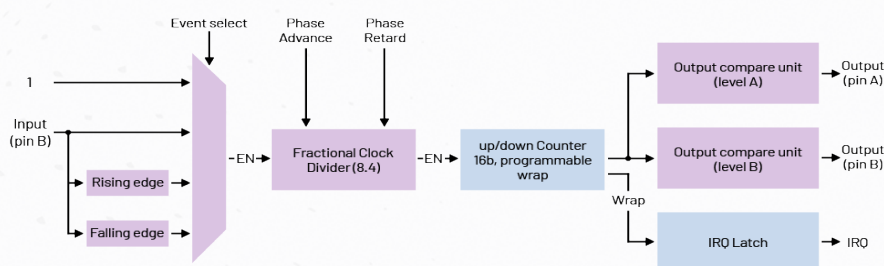 Event select
Phase
Advance
Phase
Retard
1
Input
(pin B)
Rising edge
Falling edge
EN
Fractional Clock
Divider (8.4)
EN
up/down Counter
16b, programmable
wrap
Wrap
Output compare unit
(level A)
Output
(pin A)
Output compare unit
(level B)
Output
(pin B)
IRQ Latch
IRQ